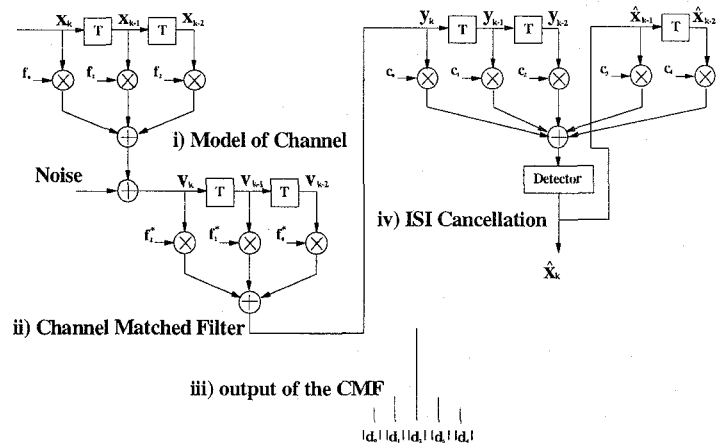 x_k T x_{k-1} T x_{k-2}
f_0 f_1 f_2
i) Model of Channel
Noise
v_k T v_{k-1} T v_{k-2}
f_2^* f_1^* f_0^*
ii) Channel Matched Filter
iii) output of the CMF
|d_0| |d_1| |d_2| |d_3| |d_4|
y_k T y_{k-1} T y_{k-2} x̂_{k-1} T x̂_{k-2}
c_0 c_1 c_2 c_3 c_4
Detector
iv) ISI Cancellation
x̂_k